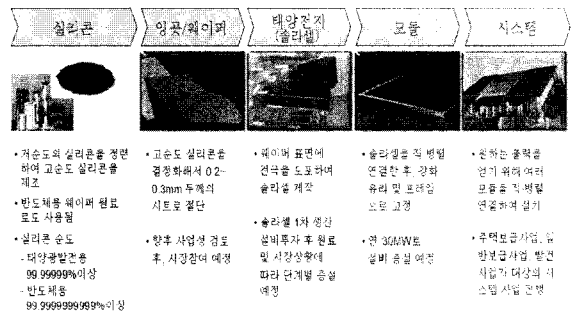 실리콘
잉곳/웨이퍼
태양전지
(솔라셀)
모듈
시스템
• 저순도의 실리콘을 정련
하여 고순도 실리콘을
제조
• 반도체용 웨이퍼 원료
로도 사용됨
• 실리콘 순도
- 태양광발전용
99.99999%이상
- 반도체용
99.9999999999%이상
• 고순도 실리콘을
결정화해서 0.2~
0.3mm 두께의
시트로 절단
• 향후 사업성 검토
후, 시장참여 예정
• 웨이버 표면에
전극을 도포하여
솔라셀 제작
• 솔라셀 1차 생산
설비투자 후 원료
및 시장상황에
따라 단계별 증설
예정
• 솔라셀을 직 병렬
연결한 후, 강화
유리 및 프레임
으로 고정
• 연 30MW로
설비 증설 예정
• 원하는 출력을
얻기 위해 여러
모듈을 직·병렬
연결하여 설치
• 주택보급사업, 일
반보급사업, 발전
사업자 대상의 시
스템 사업 진행